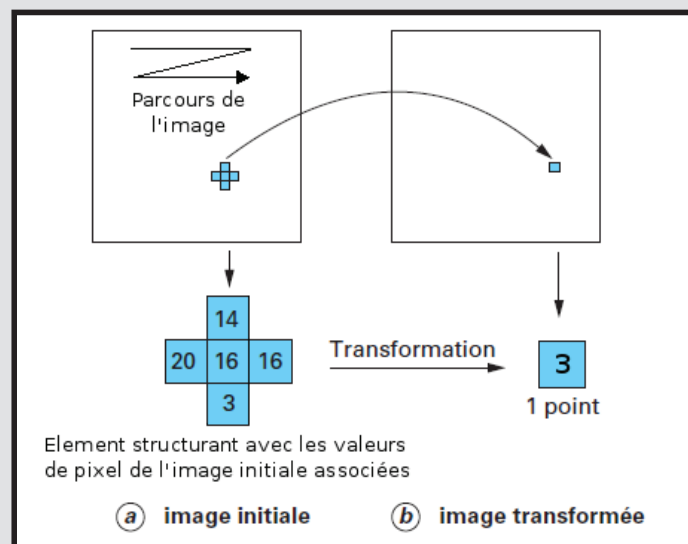 Parcours de
l'image
14
20 16 16
3
Transformation
3
1 point
Element structurant avec les valeurs
de pixel de l'image initiale associées
a image initiale
b image transformée